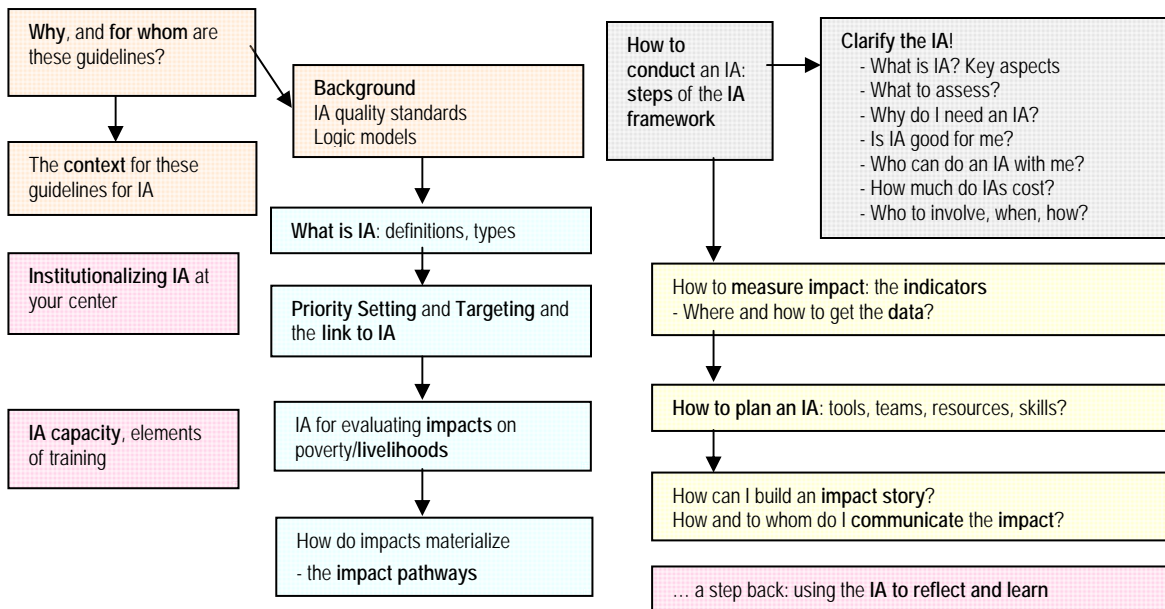 Why, and for whom are
these guidelines?
The context for these
guidelines for IA
Institutionalizing IA at
your center
IA capacity, elements
of training
Background
IA quality standards
Logic models
What is IA: definitions, types
Priority Setting and Targeting and
the link to IA
IA for evaluating impacts on
poverty/livelihoods
How do impacts materialize
- the impact pathways
How to
conduct an IA:
steps of the IA
framework
Clarify the IA!
- What is IA? Key aspects
- What to assess?
- Why do I need an IA?
- Is IA good for me?
- Who can do an IA with me?
- How much do IAs cost?
- Who to involve, when, how?
How to measure impact: the indicators
- Where and how to get the data?
How to plan an IA: tools, teams, resources, skills?
How can I build an impact story?
How and to whom do I communicate the impact?
... a step back: using the IA to reflect and learn